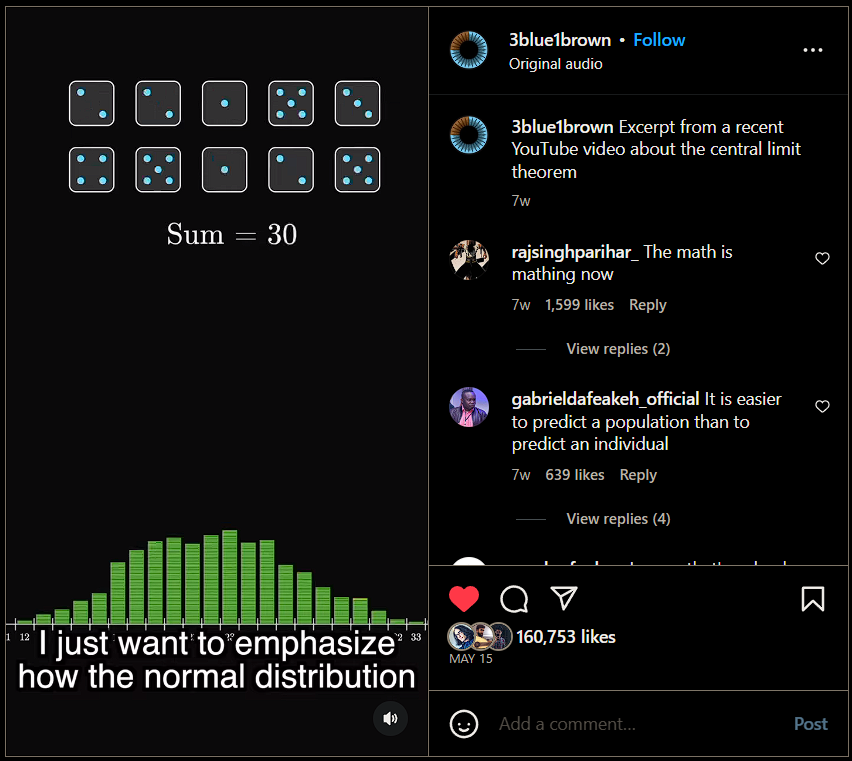 Sum = 30
12
33
I just want to emphasize
how the normal distribution
3blue1brown • Follow
Original audio
3blue1brown Excerpt from a recent
YouTube video about the central limit
theorem
7w
rajsinghparihar_ The math is
mathing now
7w 1,599 likes Reply
View replies (2)
gabrieldafeakeh_official It is easier
to predict a population than to
predict an individual
7w 639 likes Reply
View replies (4)
160,753 likes
MAY 15
Add a comment...
Post